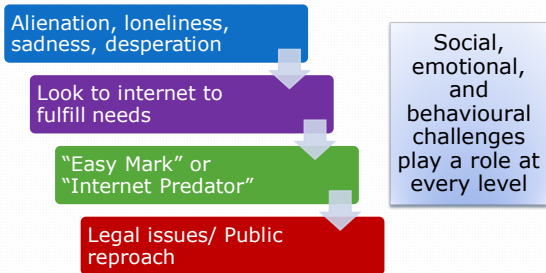 Alienation, loneliness,
sadness, desperation
Look to internet to
fulfill needs
“Easy Mark” or
“Internet Predator”
Legal issues/ Public
reproach
Social,
emotional,
and
behavioural
challenges
play a role at
every level